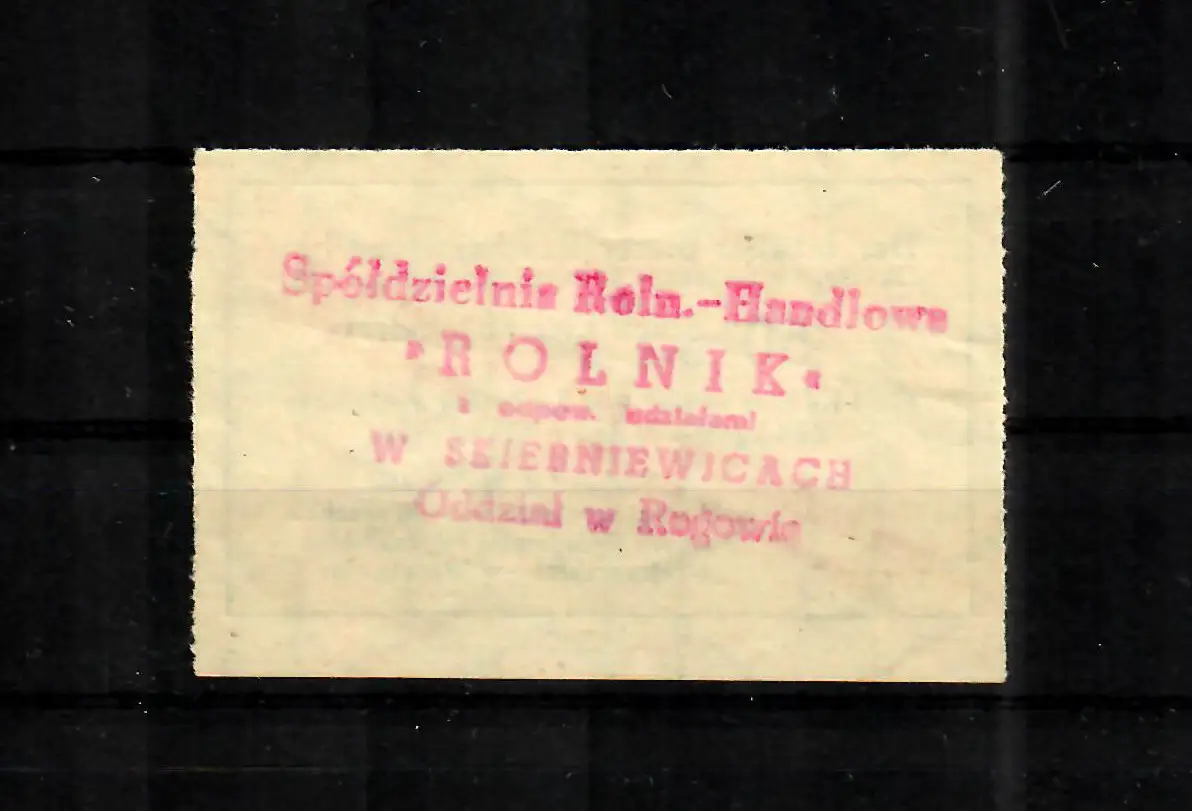 Spółdzielnia Roln.-Handlowa
»ROLNIK«
z odpow. udziałami
W SKIERNIEWICACH
Oddział w Rogowie